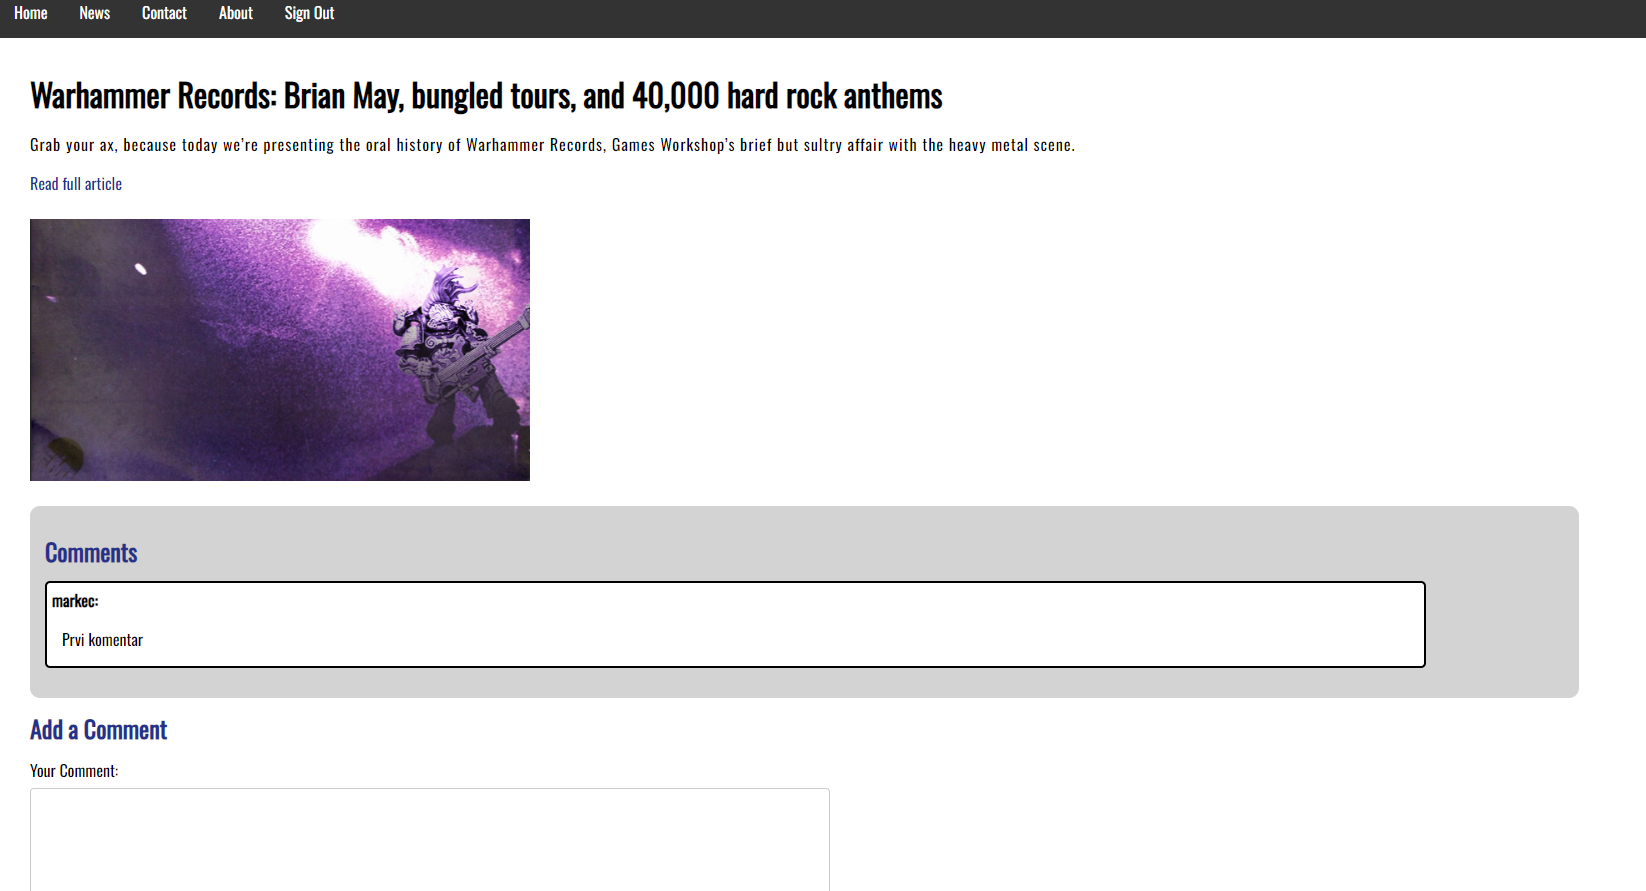 Home News Contact About Sign Out
Warhammer Records: Brian May, bungled tours, and 40,000 hard rock anthems
Grab your ax, because today we're presenting the oral history of Warhammer Records, Games Workshop's brief but sultry affair with the heavy metal scene.
Read full article
Comments
markec:
Prvi komentar
Add a Comment
Your Comment: